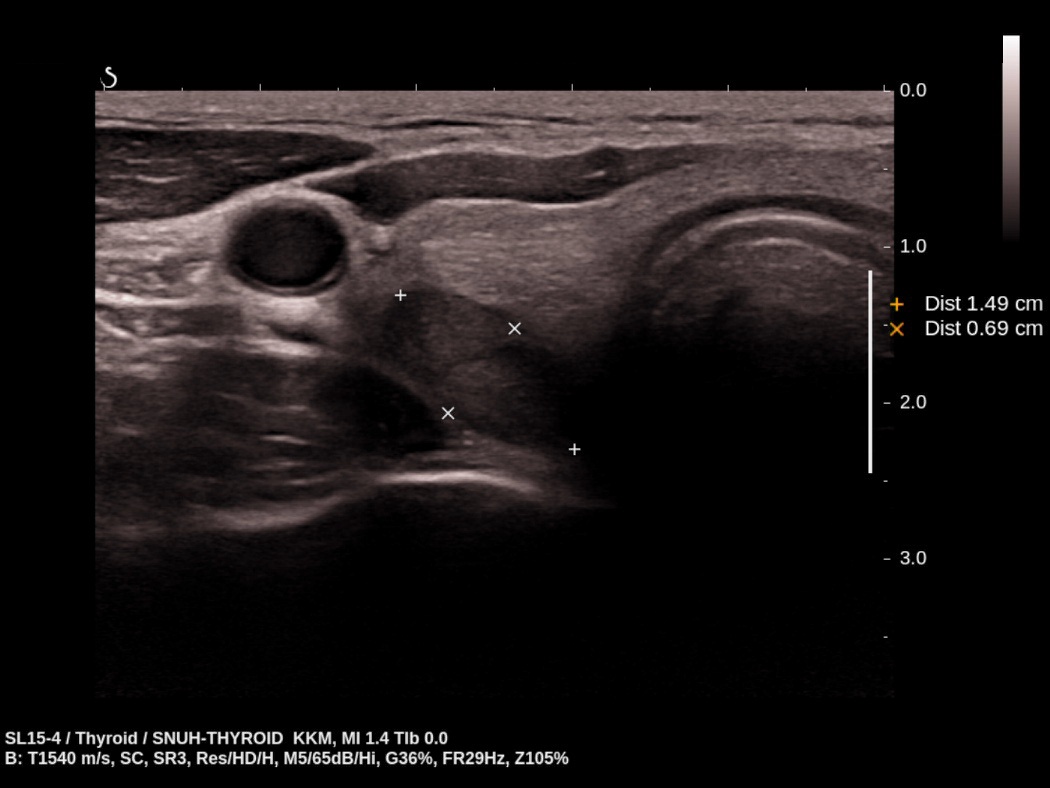 S
0.0
1.0
+ Dist 1.49 cm
× Dist 0.69 cm
2.0
3.0
SL15-4 / Thyroid / SNUH-THYROID KKM, MI 1.4 TIb 0.0
B: T1540 m/s, SC, SR3, Res/HD/H, M5/65dB/Hi, G36%, FR29Hz, Z105%